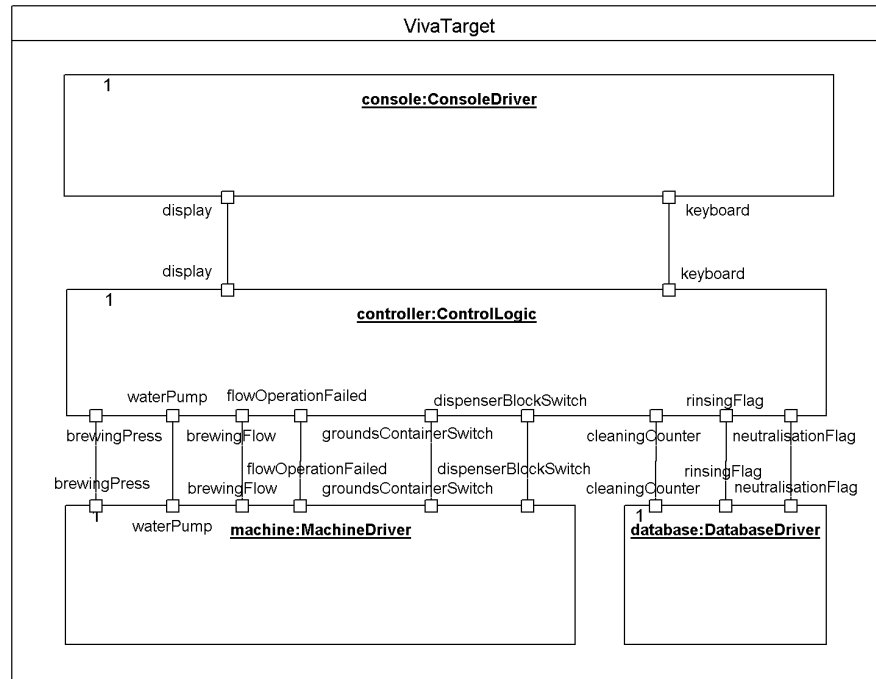 VivaTarget
1
console:ConsoleDriver
display
keyboard
display
keyboard
1
controller:ControlLogic
waterPump
flowOperationFailed
dispenserBlockSwitch
rinsingFlag
brewingPress
brewingFlow
groundsContainerSwitch
cleaningCounter
neutralisationFlag
flowOperationFailed
dispenserBlockSwitch
rinsingFlag
brewingPress
brewingFlow
groundsContainerSwitch
cleaningCounter
neutralisationFlag
1
waterPump
machine:MachineDriver
1
database:DatabaseDriver